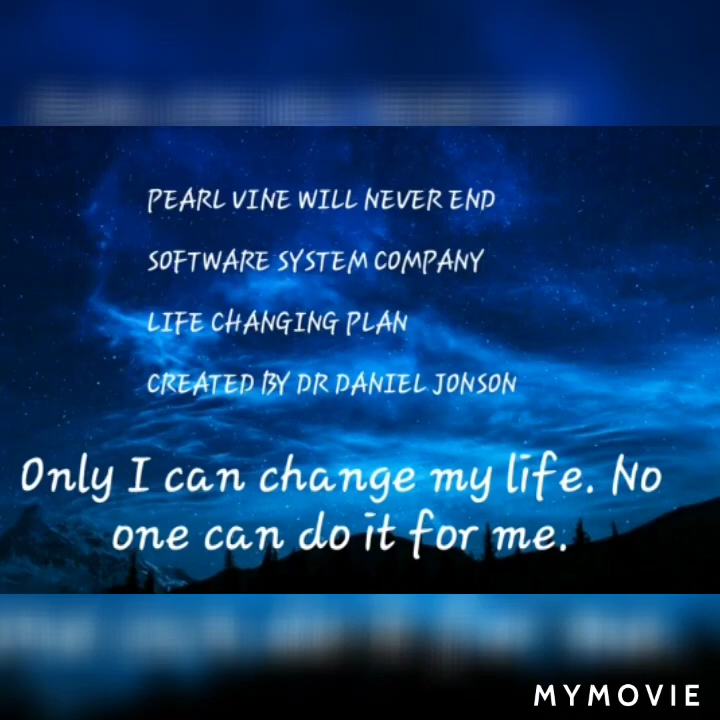 PEARL VINE WILL NEVER END
SOFTWARE SYSTEM COMPANY
LIFE CHANGING PLAN
CREATED BY DR DANIEL JONSON
Only I can change my life. No
one can do it for me.
MYMOVIE